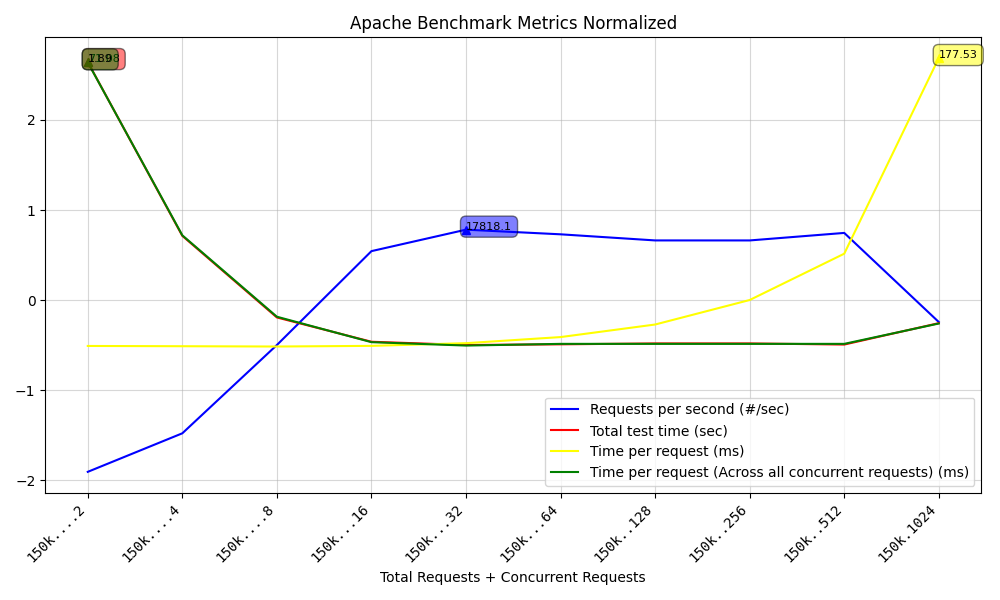 Apache Benchmark Metrics Normalized
177.53
2
17818.1
1
0
−1
−2
Requests per second (#/sec)
Total test time (sec)
Time per request (ms)
Time per request (Across all concurrent requests) (ms)
150k....2
150k....4
150k....8
150k...16
150k...32
150k...64
150k..128
150k..256
150k..512
150k.1024
Total Requests + Concurrent Requests